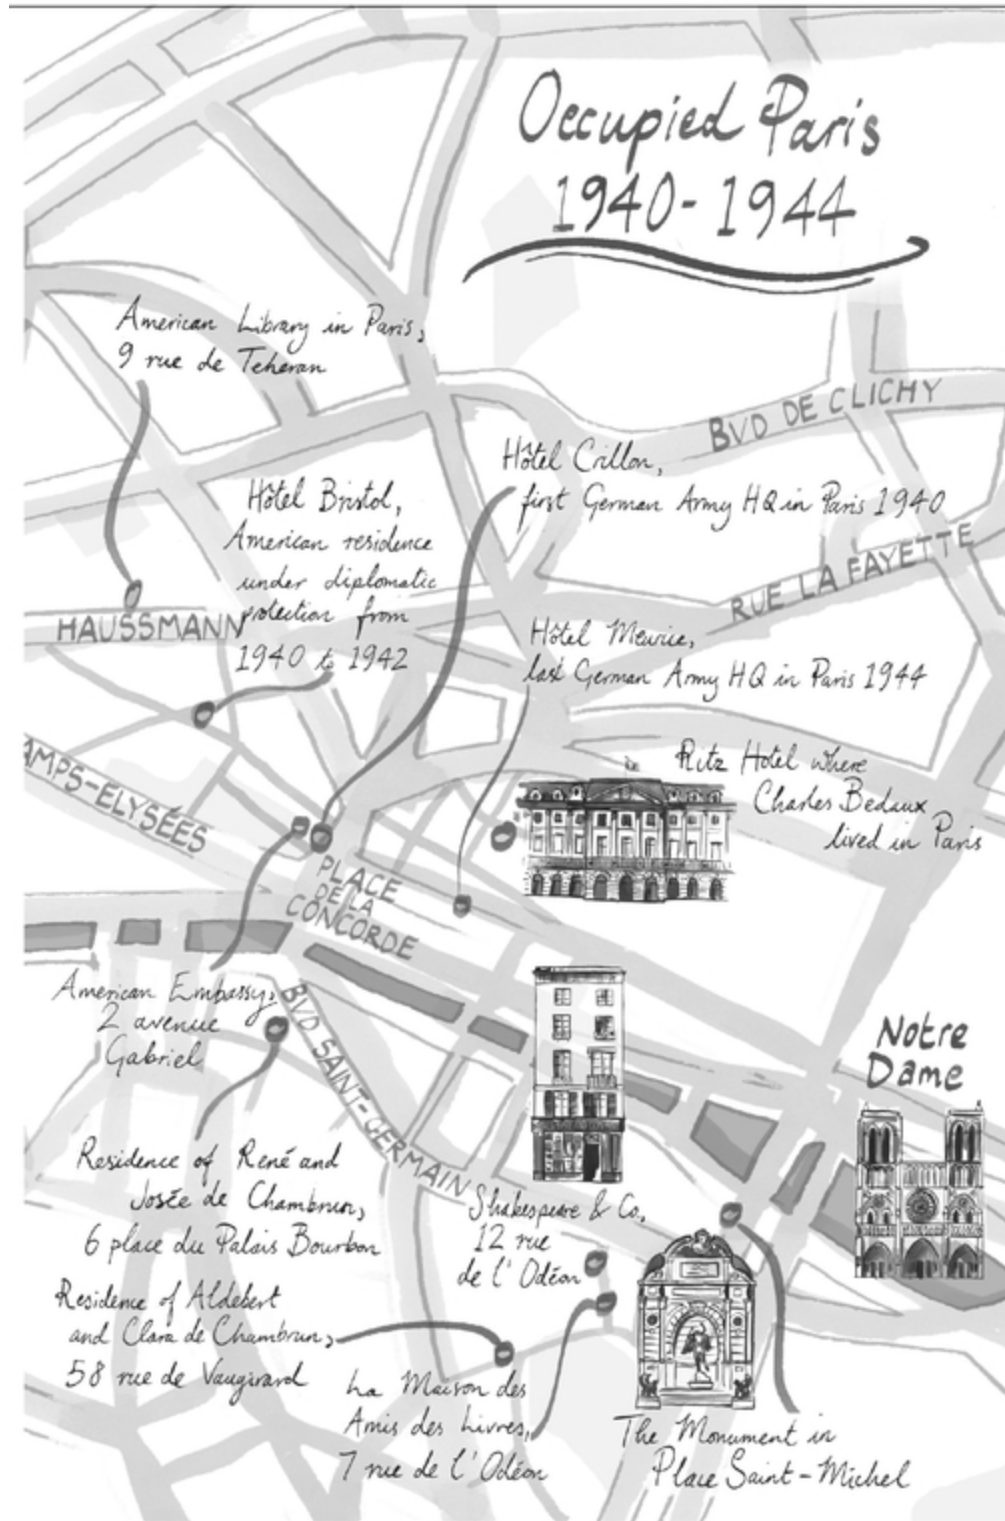 Occupied Paris
1940-1944
American Library in Paris,
9 rue de Teheran
BVD DE CLICHY
Hôtel Crillon,
first German Army HQ in Paris 1940
Hôtel Bristol,
American residence
under diplomatic
protection from
1940 to 1942
RUE LA FAYETTE
HAUSSMANN
Hôtel Meurice,
last German Army HQ in Paris 1944
AMPS-ELYSÉES
Ritz Hotel where
Charles Bedaux
lived in Paris
PLACE
DE LA
CONCORDE
American Embassy,
2 avenue
Gabriel
BVD SAINT-GERMAIN
Notre
Dame
Residence of René and
Josée de Chambrun,
6 place du Palais Bourbon
Shakespeare & Co,
12 rue
de l'Odéon
Residence of Aldebert
and Clara de Chambrun,
58 rue de Vaugirard
La Maison des
Amis des Livres,
7 rue de l'Odéon
The Monument in
Place Saint-Michel